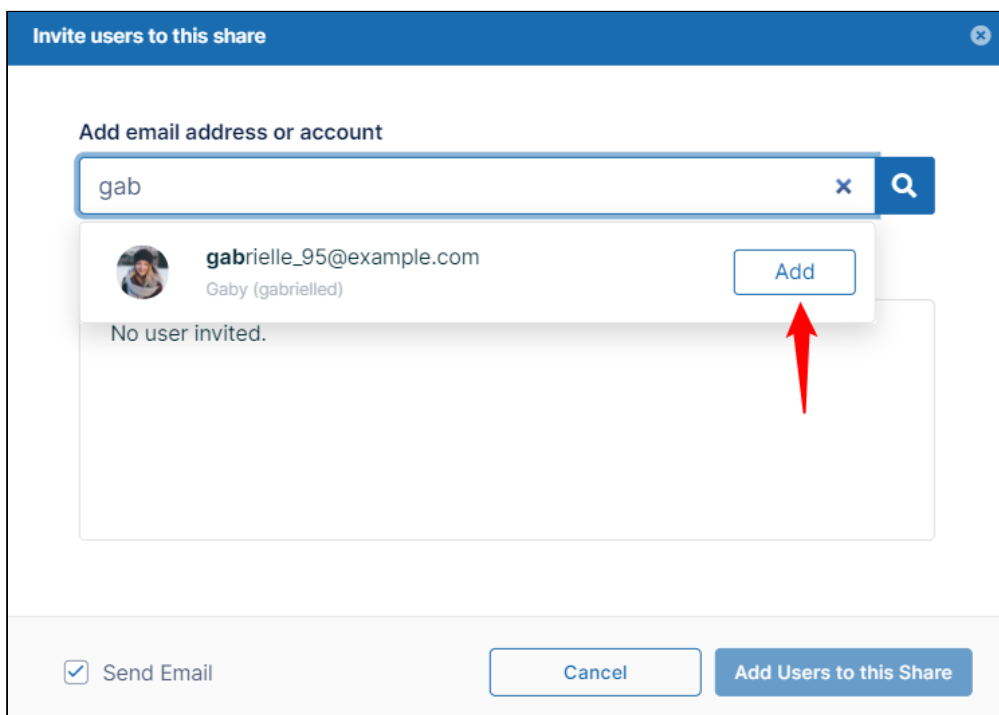 Invite users to this share
Add email address or account
gab
gabrielle_95@example.com
Gaby (gabrielled)
Add
No user invited.
Send Email
Cancel
Add Users to this Share